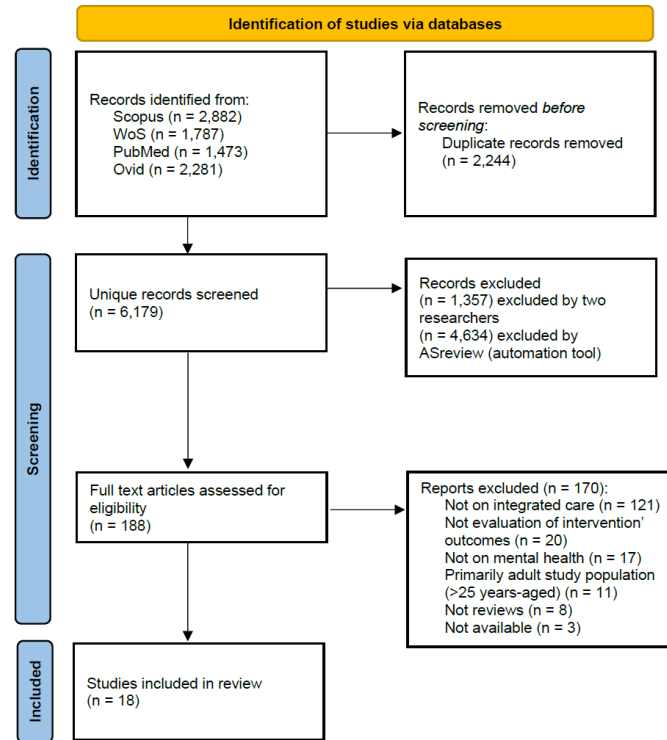 Identification of studies via databases
Identification
Records identified from:
Scopus (n = 2,882)
WoS (n = 1,787)
PubMed (n = 1,473)
Ovid (n = 2,281)
Records removed before
screening:
Duplicate records removed
(n = 2,244)
Screening
Unique records screened
(n = 6,179)
Records excluded
(n = 1,357) excluded by two
researchers
(n = 4,634) excluded by
ASreview (automation tool)
Full text articles assessed for
eligibility
(n = 188)
Reports excluded (n = 170):
Not on integrated care (n = 121)
Not evaluation of intervention’
outcomes (n = 20)
Not on mental health (n = 17)
Primarily adult study population
(>25 years-aged) (n = 11)
Not reviews (n = 8)
Not available (n = 3)
Included
Studies included in review
(n = 18)